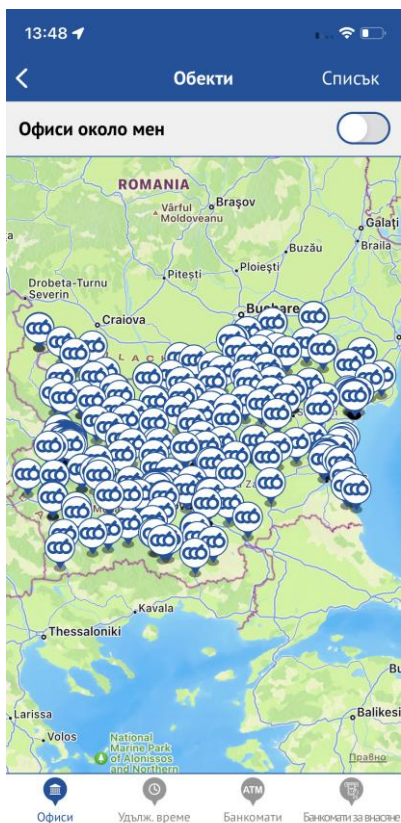 13:48
Обекти
Списък
Офиси около мен
ROMANIA
Vârful
Moldoveanu
Brașov
Galați
Braila
Buzău
Ploiești
Pitești
Drobeta-Turnu
Severin
Craiova
Buchare
L A C
Kavala
Thessaloniki
Larissa
Volos
Balikesi
National
Marine Park
of Alonissos
and Northern
Правно
ATM
Офиси
Удълж. време
Банкомати
Банкомати за внасяне